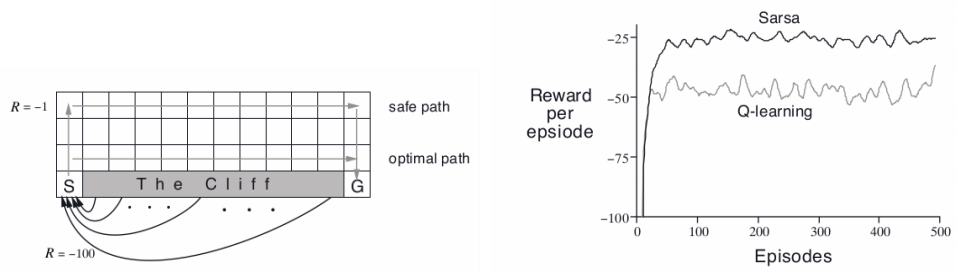 R = −1
safe path
optimal path
S
The Cliff
G
. . .
. . .
R = −100
Sarsa
−25
Reward
per
epsiode
−50
Q-learning
−75
−100
0 100 200 300 400 500
Episodes